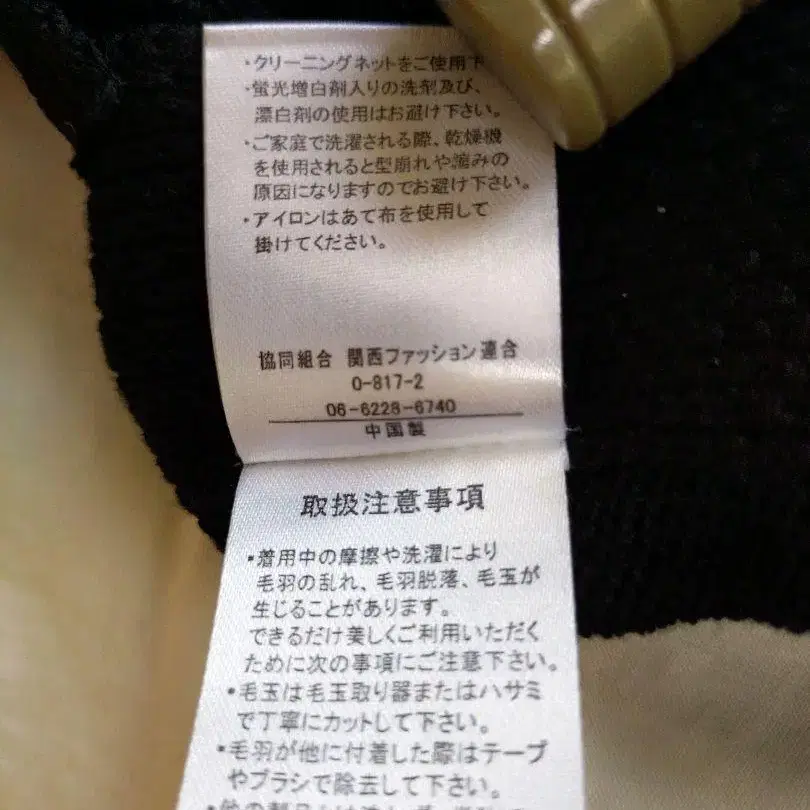 ・クリーニングネットをご使用下
・蛍光増白剤入りの洗剤及び、
漂白剤の使用はお避け下さい。
・ご家庭で洗濯される際、乾燥機
を使用されると型崩れや縮みの
原因になりますのでお避け下さい。
・アイロンはあて布を使用して
掛けてください。
協同組合 関西ファッション連合
0-817-2
06-6228-6740
中国製
取扱注意事項
・着用中の摩擦や洗濯により
毛羽の乱れ、毛羽脱落、毛玉が
生じることがあります。
できるだけ美しくご利用いただく
ために次の事項にご注意下さい。
・毛玉は毛玉取り器またはハサミ
で丁寧にカットして下さい。
・毛羽が他に付着した際はテープ
やブラシで除去して下さい。